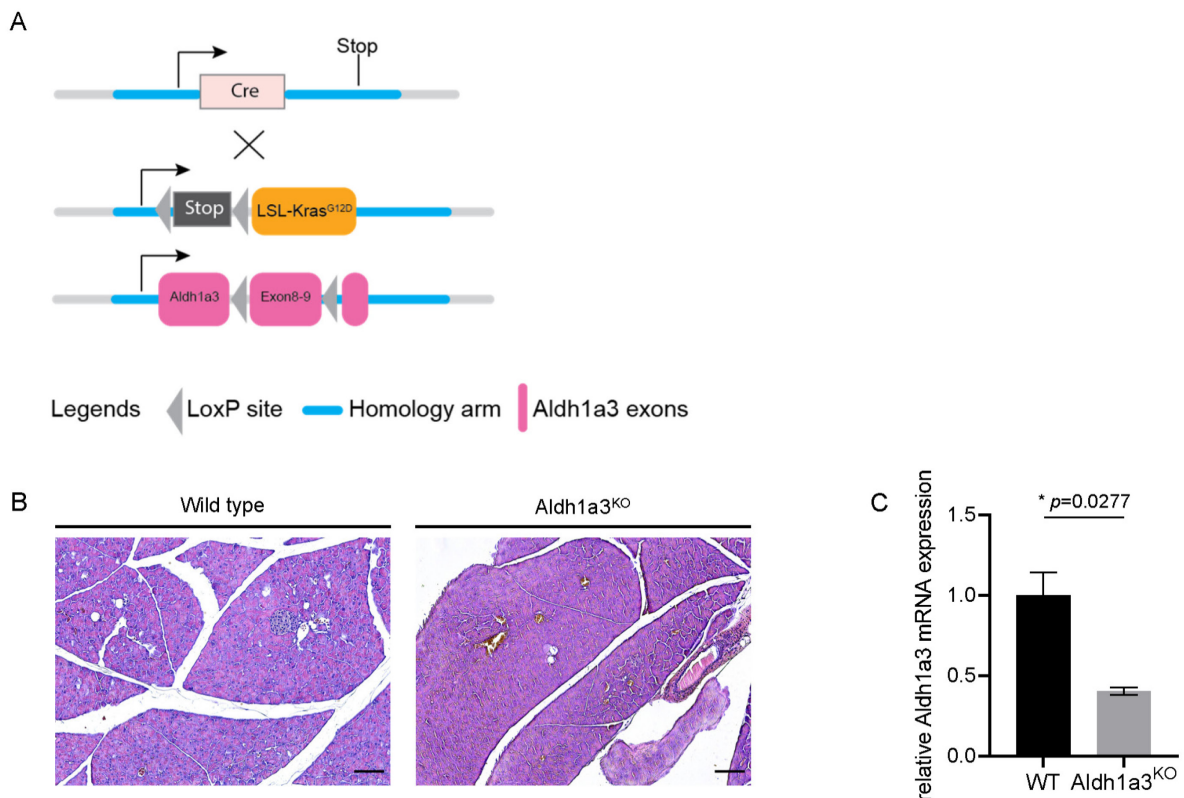 A
Stop
Cre
Stop
LSL-KrasG12D
Aldh1a3
Exon8-9
Legends
LoxP site
Homology arm
Aldh1a3 exons
B
Wild type
Aldh1a3KO
C
relative Aldh1a3 mRNA expression
* p=0.0277
1.5
1.0
0.5
0.0
WT
Aldh1a3KO